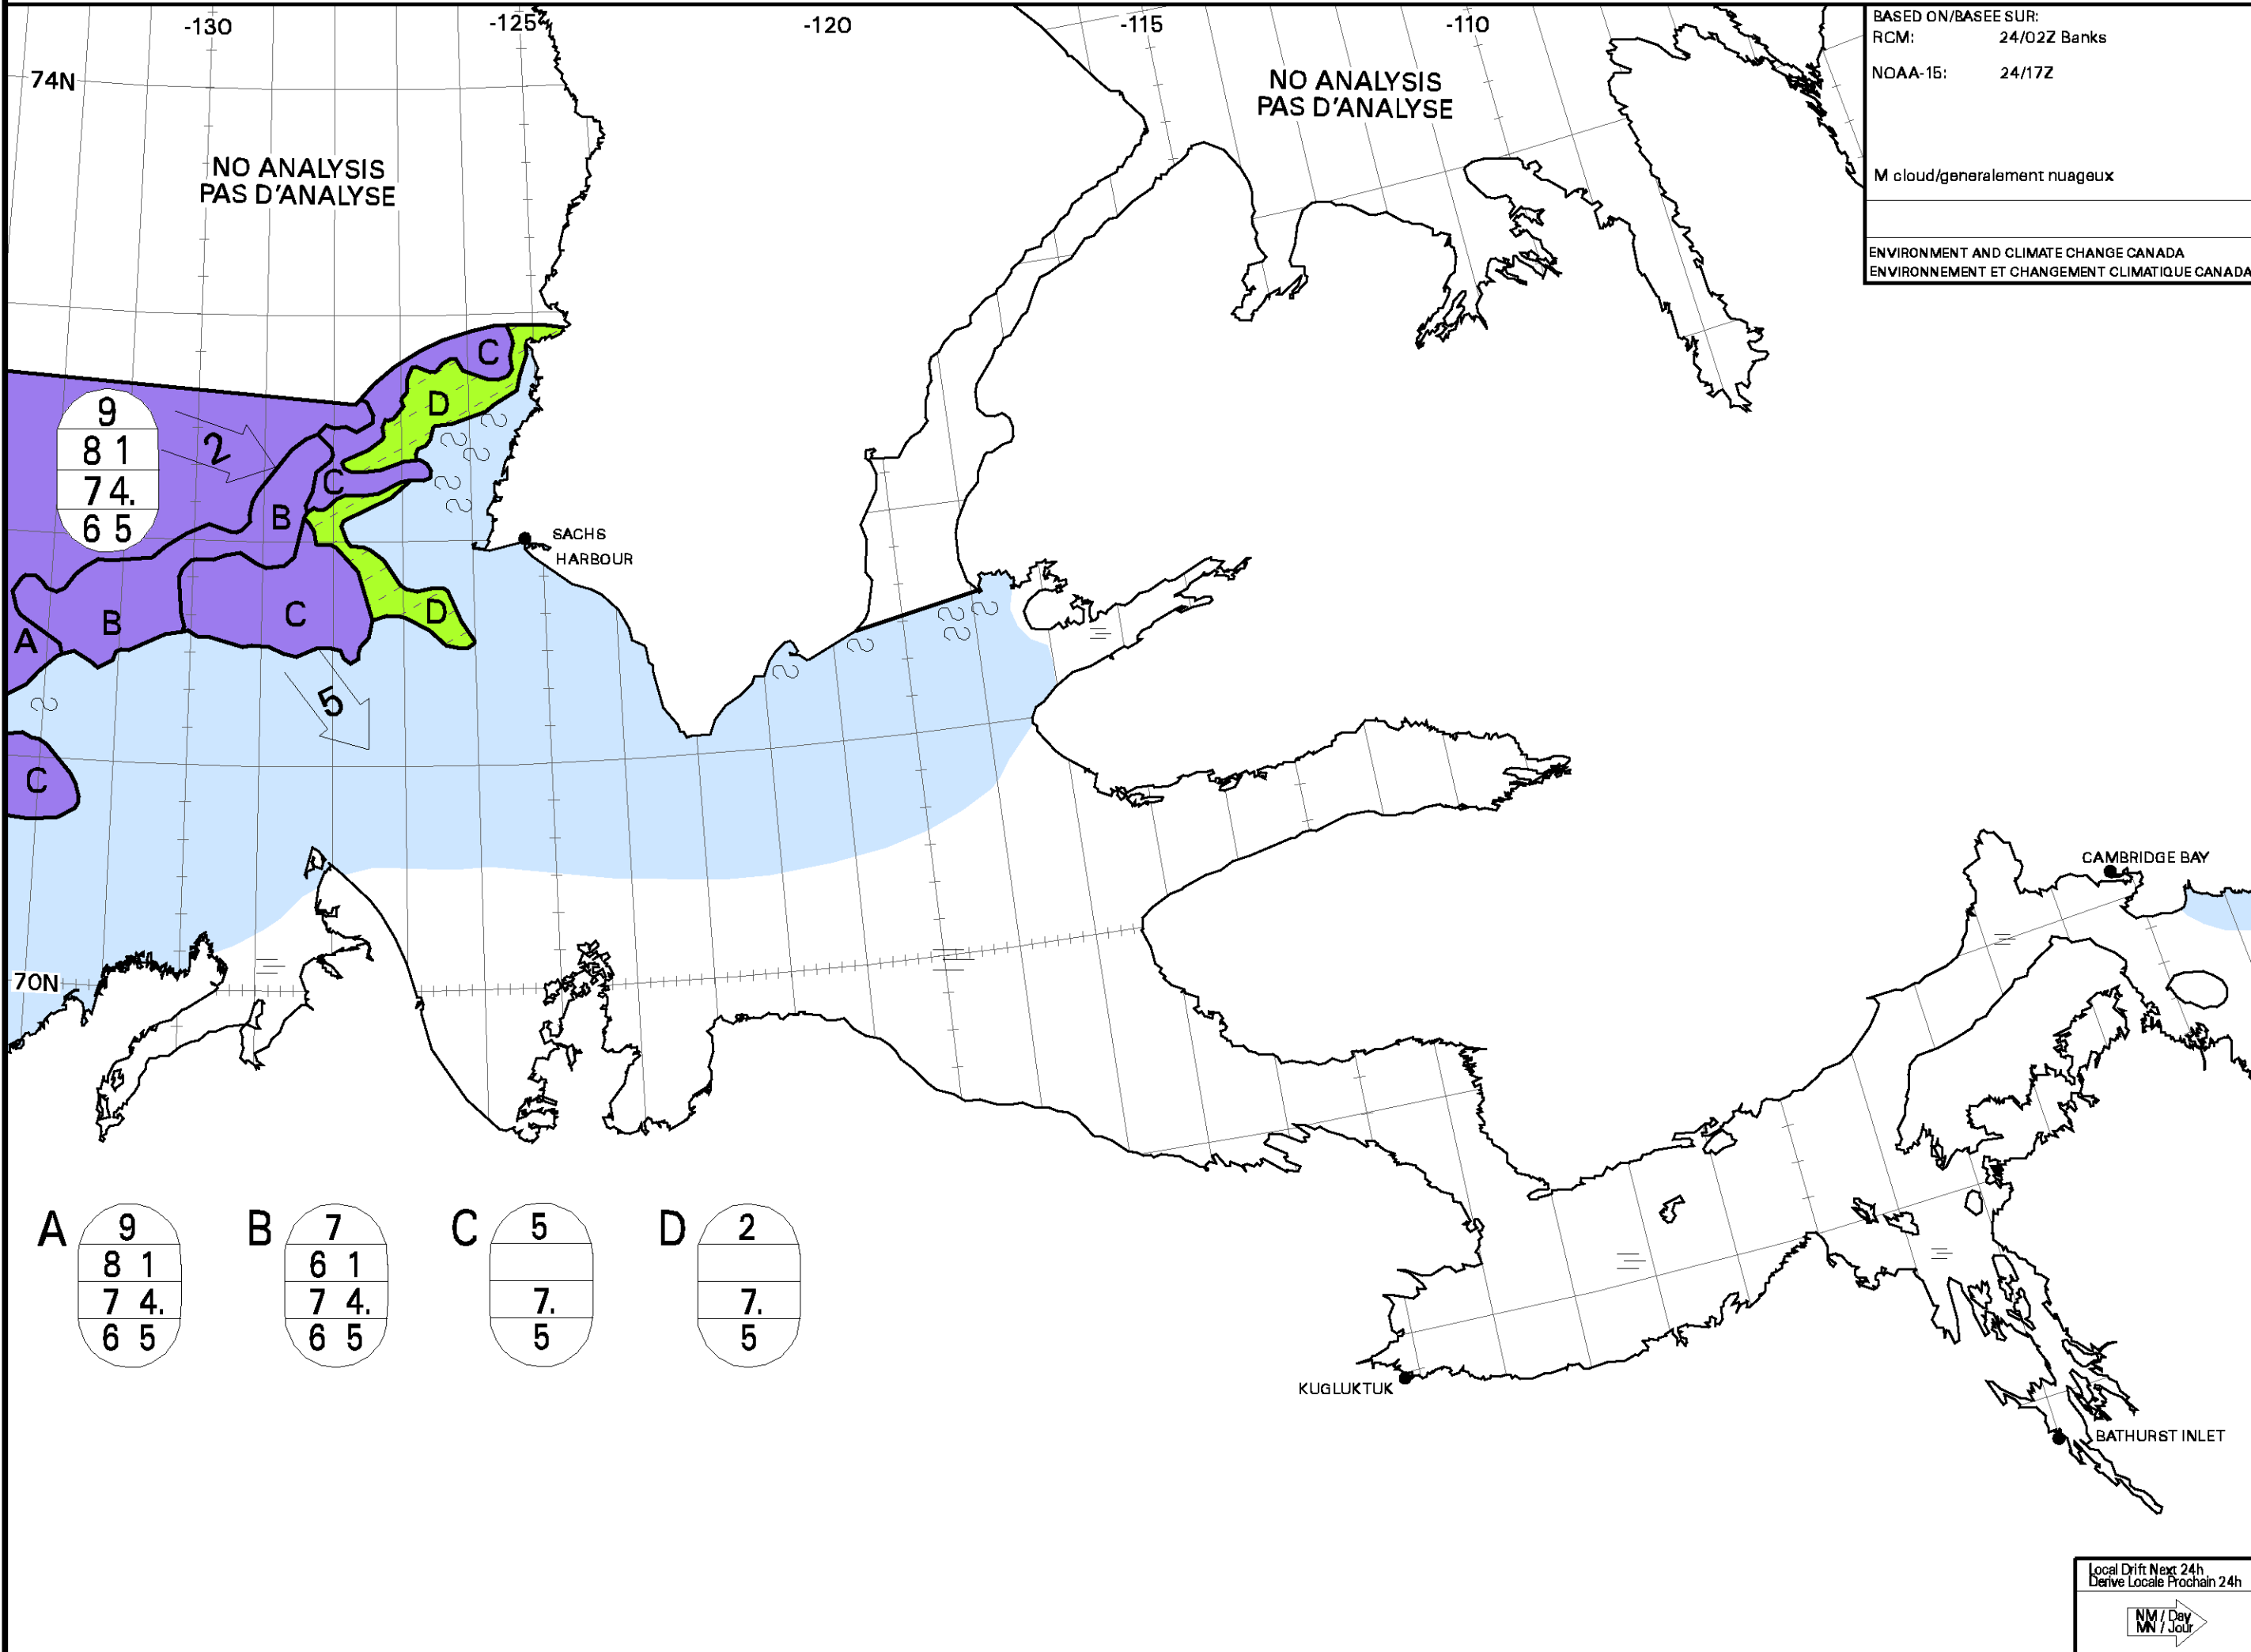 -130
-125
-120
-115
-110
74N
NO ANALYSIS
PAS D'ANALYSE
NO ANALYSIS
PAS D'ANALYSE
BASED ON/BASEE SUR:
RCM: 24/02Z Banks
NOAA-15: 24/17Z
M cloud/generalement nuageux
ENVIRONMENT AND CLIMATE CHANGE CANADA
ENVIRONNEMENT ET CHANGEMENT CLIMATIQUE CANADA
C
D
9
8 1
7 4.
6 5
2
C
B
SACHS
HARBOUR
D
C
B
A
5
C
CAMBRIDGE BAY
70N
A
9
8 1
7 4.
6 5
B
7
6 1
7 4.
6 5
C
5
7.
5
D
2
7.
5
KUGLUKTUK
BATHURST INLET
Local Drift Next 24h
Derive Locale Prochain 24h
NM / Day
MN / Jour